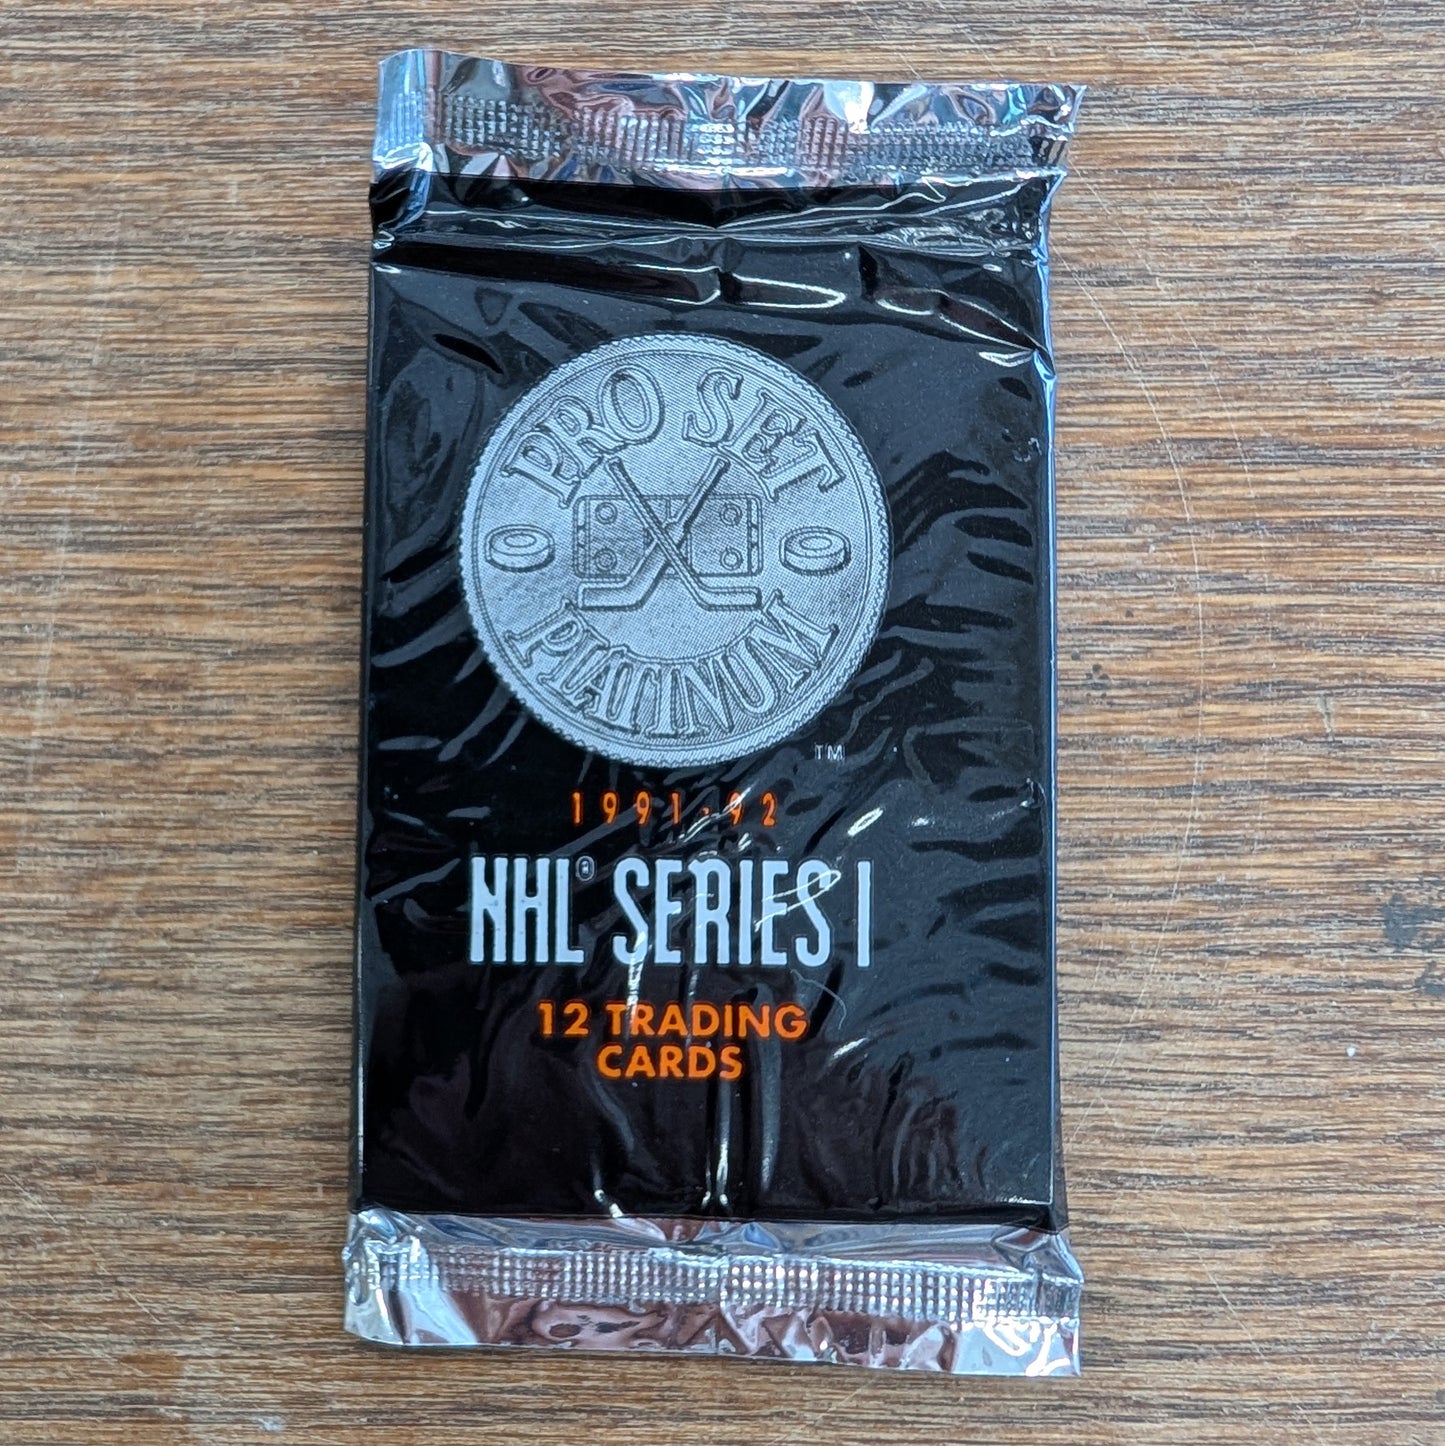 PRO SET
PLATINUM
TM
1991-92
NHL® SERIES I
12 TRADING
CARDS